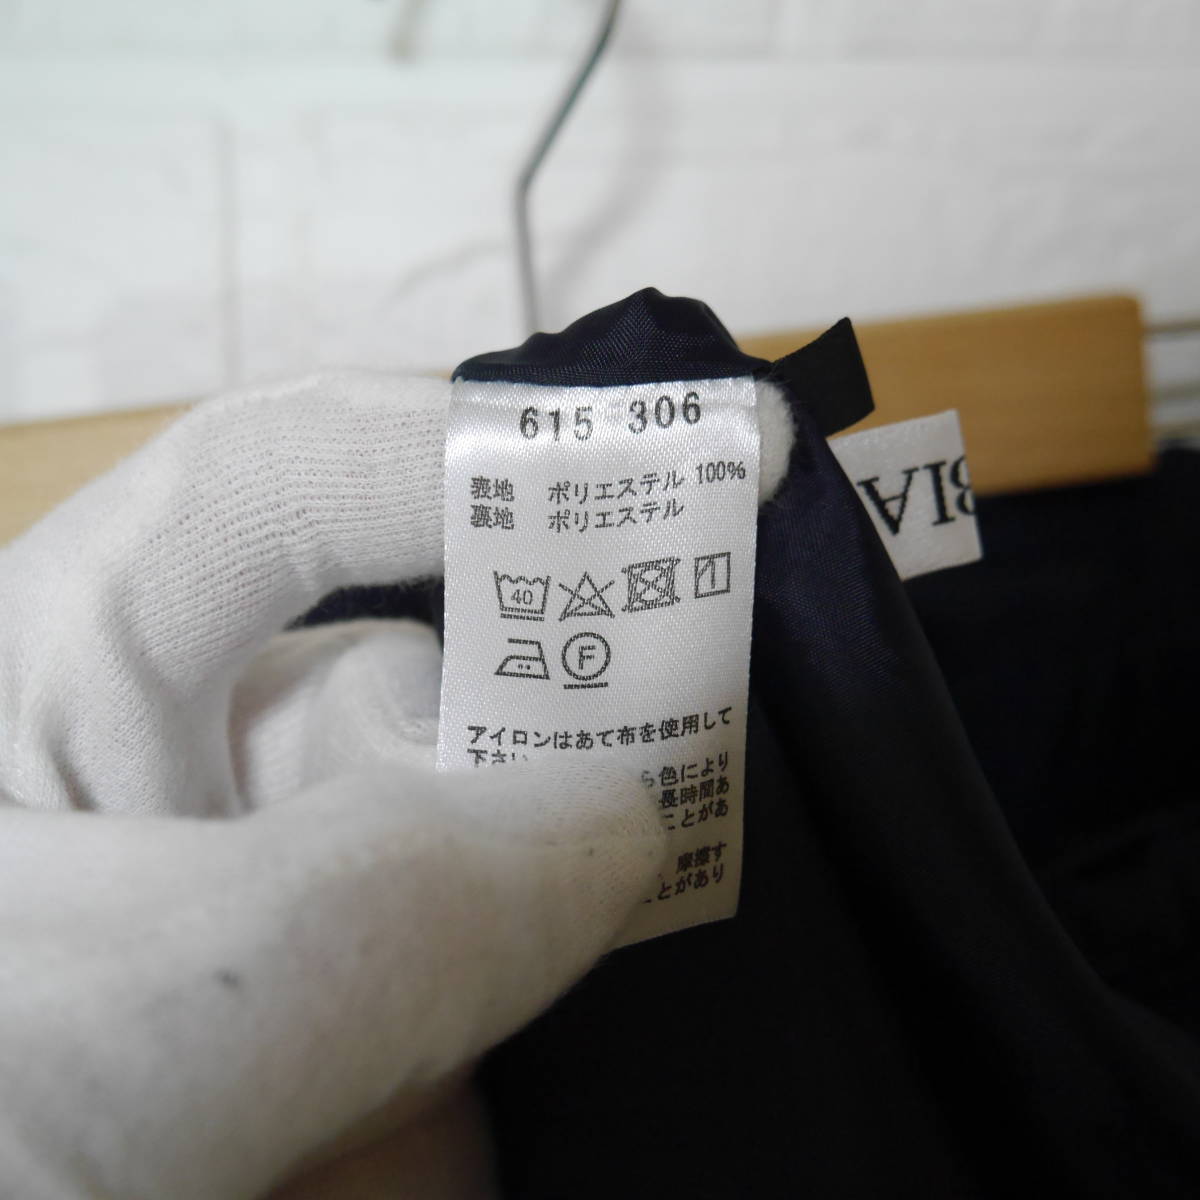 615 306
表地 ポリエステル 100%
裏地 ポリエステル
40
F
アイロンはあて布を使用して
下さい
ら色により
長時間あ
ことがあ
摩擦す
ことがあり
BIA